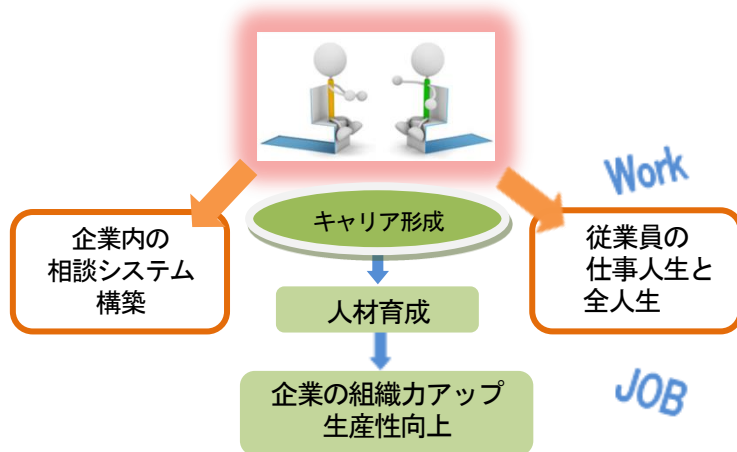 Work
キャリア形成
企業内の
相談システム
構築
従業員の
仕事人生と
全人生
人材育成
企業の組織力アップ
生産性向上
JOB